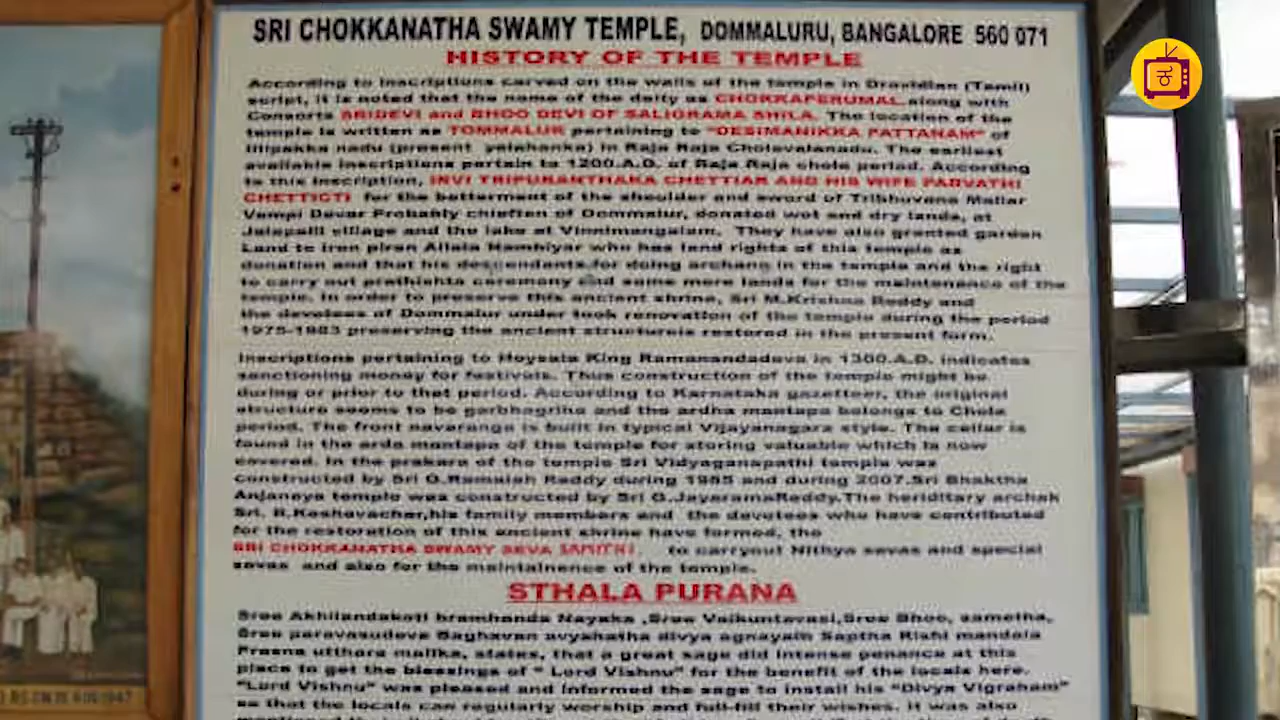 SRI CHOKKANATHA SWAMY TEMPLE, DOMMALURU, BANGALORE 560 071
HISTORY OF THE TEMPLE
According to inscriptions carved on the walls of the temple in Dravidian (Tamil)
script, it is noted that the name of the deity as CHOKKAPERUMAL along with
Consorts SRIDEVI and BHOO DEVI OF SALIGRAMA SHILA. The location of the
temple is written as TOMMALUR pertaining to "DESIMANIKKA PATTANAM" of
Illpakka nadu (present yelahanka) in Raja Raja Cholavalanadu. The earliest
available inscriptions pertain to 1200.A.D. of Raja Raja chola period. According
to this inscription, INVI TRIPURANTHAKA CHETTIAR AND HIS WIFE PARVATHI
CHETTICTI for the betterment of the shoulder and sword of Tribhuvana Mallar
Vempi Devar Probably chieften of Dommalur, donated wet and dry lands, at
Jalapalli village and the lake at Vinnimangalam. They have also granted garden
Land to Iron piran Allala Nambiyar who has land rights of this temple as
donation and that his descendants for doing archana in the temple and the right
to carry out prathishta ceremony and some more lands for the maintenance of the
temple. In order to preserve this ancient shrine, Sri M.Krishna Reddy and
the devotees of Dommalur under took renovation of the temple during the period
1975-1983 preserving the ancient structureis restored in the present form.
Inscriptions pertaining to Hoysala King Ramanandadeva in 1300.A.D. indicates
sanctioning money for festivals. Thus construction of the temple might be
during or prior to that period. According to Karnataka gazetteer, the original
structure seems to be garbhagriha and the ardha mantapa belongs to Chola
period. The front navaranga is built in typical Vijayanagara style. The cellar is
found in the arda mantapa of the temple for storing valuable which is now
covered. In the prakara of the temple Sri Vidyaganapathi temple was
constructed by Sri O.Ramaiah Reddy during 1985 and during 2007.Sri Bhaktha
Anjaneya temple was constructed by Sri G.JayaramaReddy.The heriditary archak
Sri. R.Keshavachar,his family members and the devotees who have contributed
for the restoration of this ancient shrine have formed, the
SRI CHOKKANATHA SWAMY SEVA SAMITHI to carryout Nithya sevas and special
sevas and also for the maintainence of the temple.
STHALA PURANA
Sree Akhilandakoti bramhanda Nayaka ,Sree Vaikuntavasi,Sree Bhoo, sametha,
Sree paravasudeva Baghavan avyahatha divya agnayam Saptha Rishi mandala
Prasna utthora malika, states, that a great sage did intense penance at this
place to get the blessings of " Lord Vishnu" for the benefit of the locals here.
"Lord Vishnu" was pleased and informed the sage to install his "Divya Vigraham"
so that the locals can regularly worship and full-fill their wishes. It was also